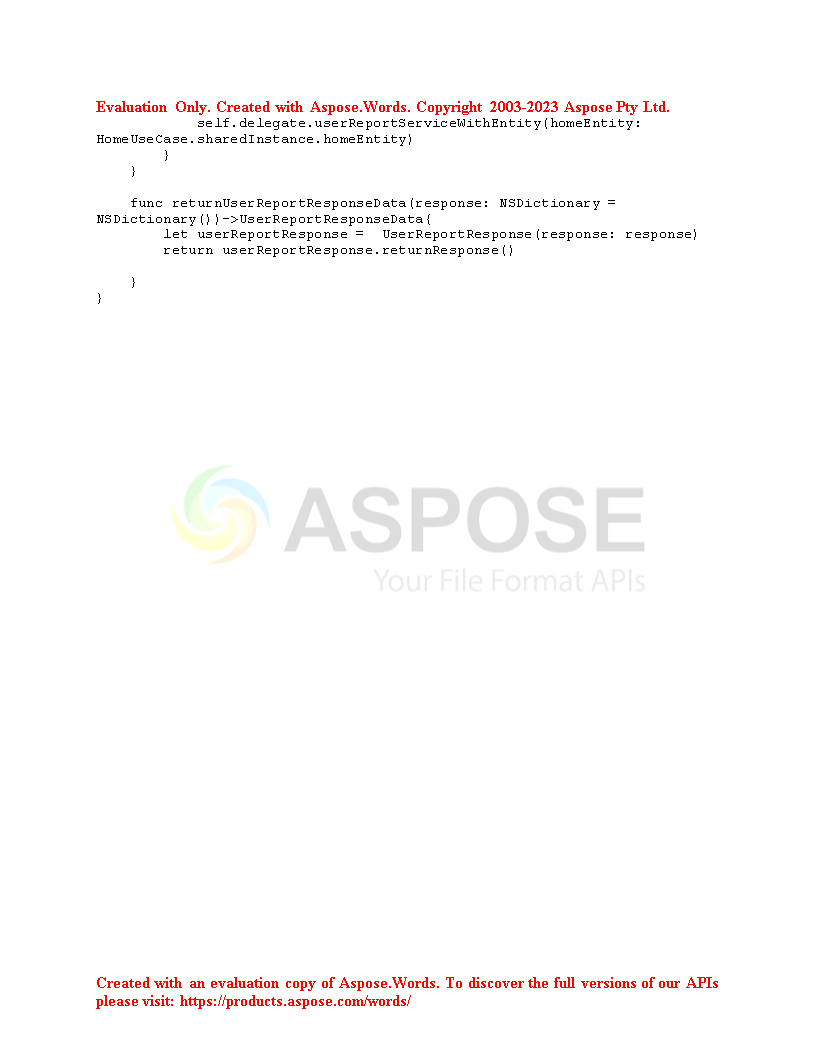 Evaluation Only. Created with Aspose.Words. Copyright 2003-2023 Aspose Pty Ltd.
            self.delegate.userReportServiceWithEntity(homeEntity:
HomeUseCase.sharedInstance.homeEntity)
        }
    }
    func returnUserReportResponseData(response: NSDictionary =
NSDictionary())->UserReportResponseData{
        let userReportResponse =  UserReportResponse(response: response)
        return userReportResponse.returnResponse()
    }
}
ASPOSE
Your File Format APIs
Created with an evaluation copy of Aspose.Words. To discover the full versions of our APIs
please visit: https://products.aspose.com/words/